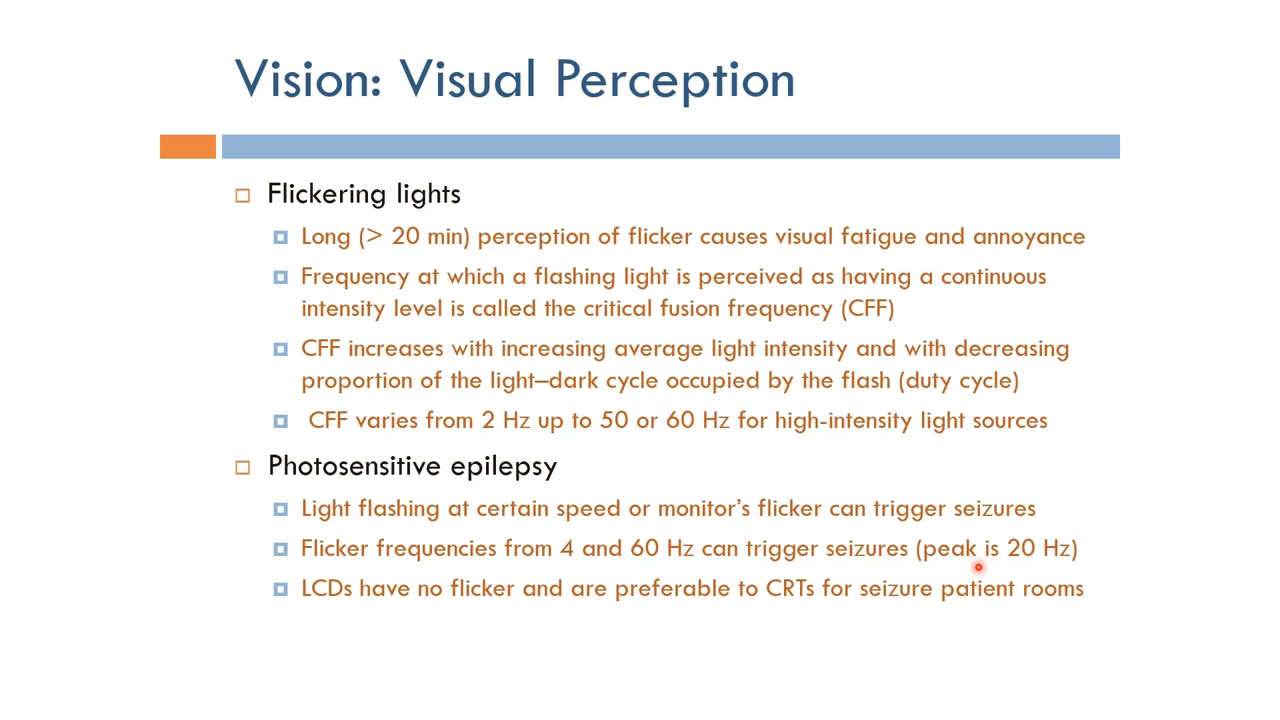 Vision: Visual Perception
Flickering lights
Long (> 20 min) perception of flicker causes visual fatigue and annoyance
Frequency at which a flashing light is perceived as having a continuous
intensity level is called the critical fusion frequency (CFF)
CFF increases with increasing average light intensity and with decreasing
proportion of the light–dark cycle occupied by the flash (duty cycle)
CFF varies from 2 Hz up to 50 or 60 Hz for high-intensity light sources
Photosensitive epilepsy
Light flashing at certain speed or monitor’s flicker can trigger seizures
Flicker frequencies from 4 and 60 Hz can trigger seizures (peak is 20 Hz)
LCDs have no flicker and are preferable to CRTs for seizure patient rooms